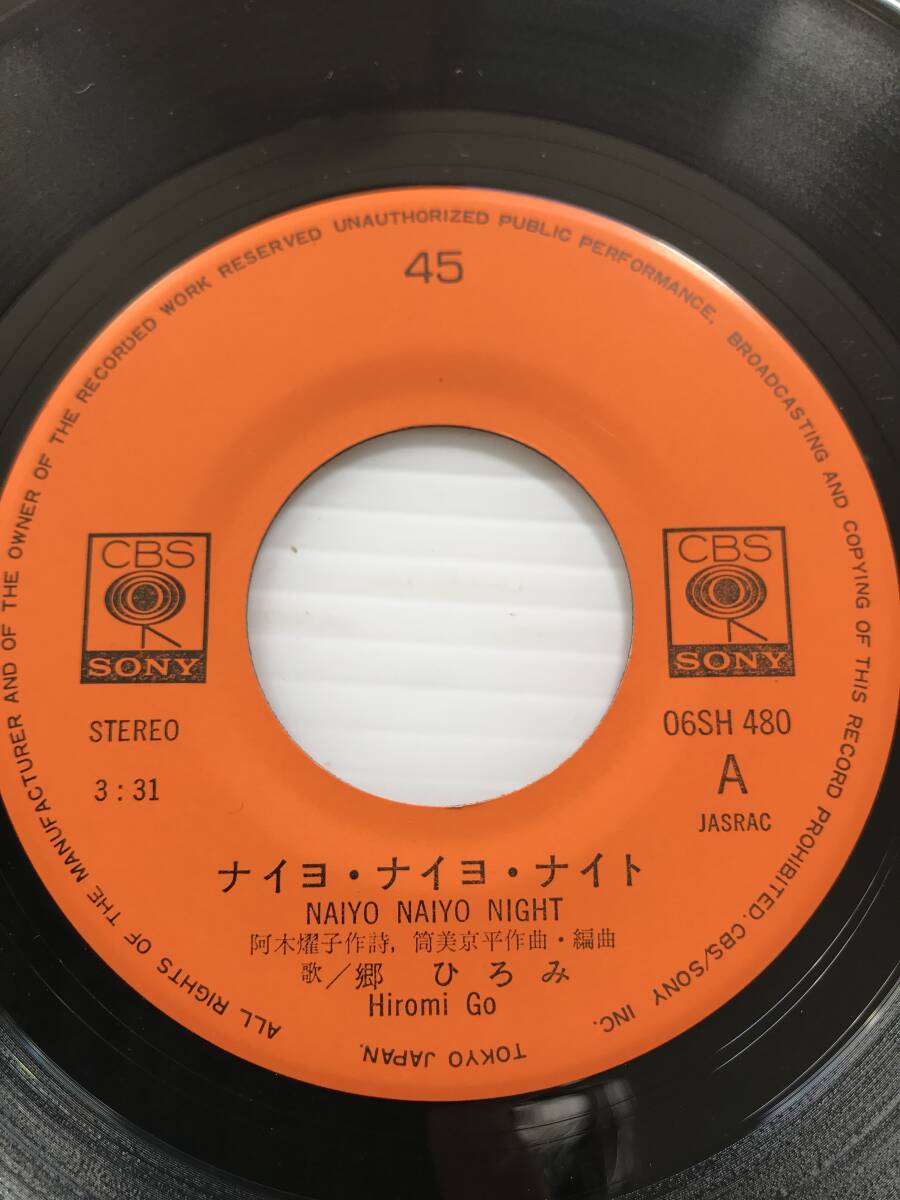 ALL RIGHTS OF THE MANUFACTURER AND OF THE OWNER OF THE RECORDED WORK RESERVED UNAUTHORIZED PUBLIC PERFORMANCE, BROADCASTING AND COPYING OF THIS RECORD PROHIBITED. CBS/SONY INC. TOKYO JAPAN.
45
CBS
SONY
CBS
SONY
STEREO
3:31
06SH 480
A
JASRAC
ナイヨ・ナイヨ・ナイト
NAIYO NAIYO NIGHT
阿木燿子作詩, 筒美京平作曲・編曲
歌/郷 ひろみ
Hiromi Go